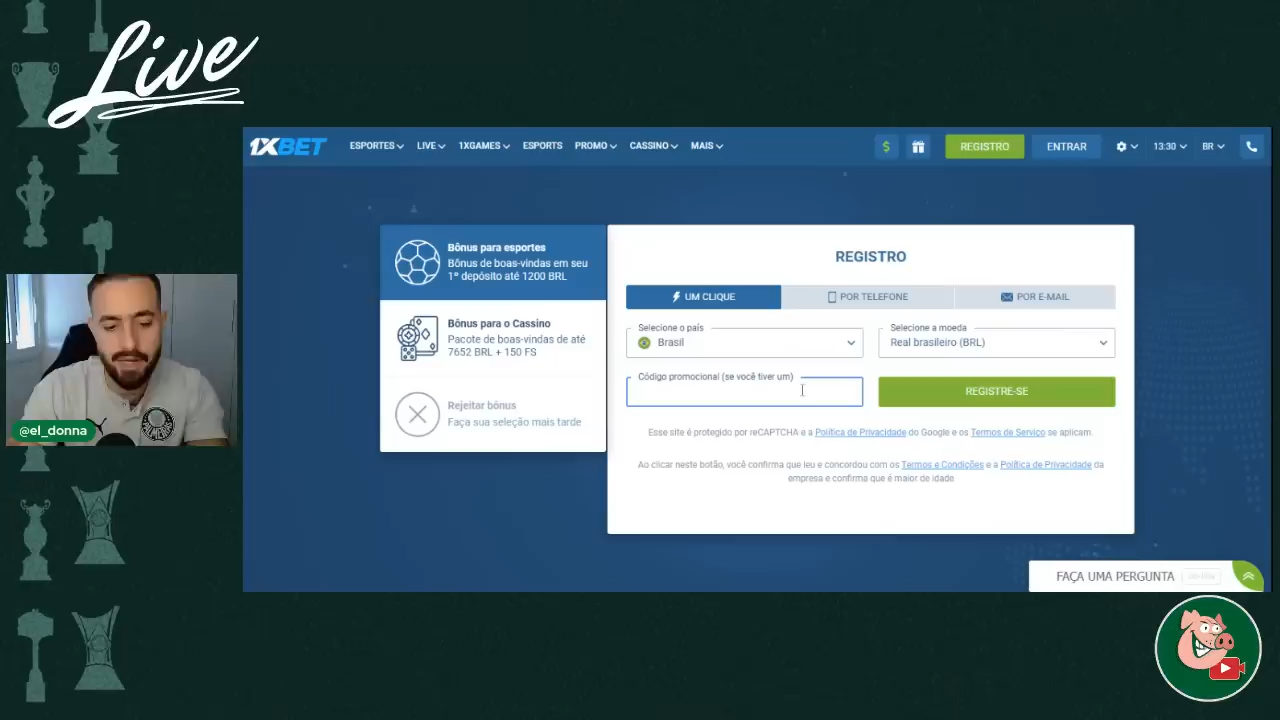 Live
1XBET
ESPORTES
LIVE
1XGAMES
ESPORTS
PROMO
CASSINO
MAIS
$
REGISTRO
ENTRAR
13:30
BR
Bônus para esportes
Bônus de boas-vindas em seu
1º depósito até 1200 BRL
Bônus para o Cassino
Pacote de boas-vindas de até
7652 BRL + 150 FS
Rejeitar bônus
Faça sua seleção mais tarde
REGISTRO
UM CLIQUE
POR TELEFONE
POR E-MAIL
Selecione o país
Brasil
Selecione a moeda
Real brasileiro (BRL)
Código promocional (se você tiver um)
REGISTRE-SE
Esse site é protegido por reCAPTCHA e a Política de Privacidade do Google e os Termos de Serviço se aplicam.
Ao clicar neste botão, você confirma que leu e concordou com os Termos e Condições e a Política de Privacidade da
empresa e confirma que é maior de idade
@el_donna
FAÇA UMA PERGUNTA